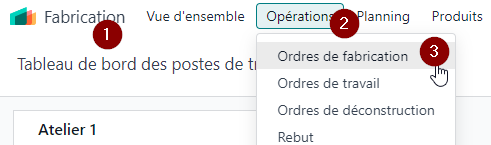 Fabrication 1 Vue d'ensemble Opérations 2 Planning Produits
Tableau de bord des postes de
Ordres de fabrication 3
Ordres de travail
Ordres de déconstruction
Rebut
Atelier 1